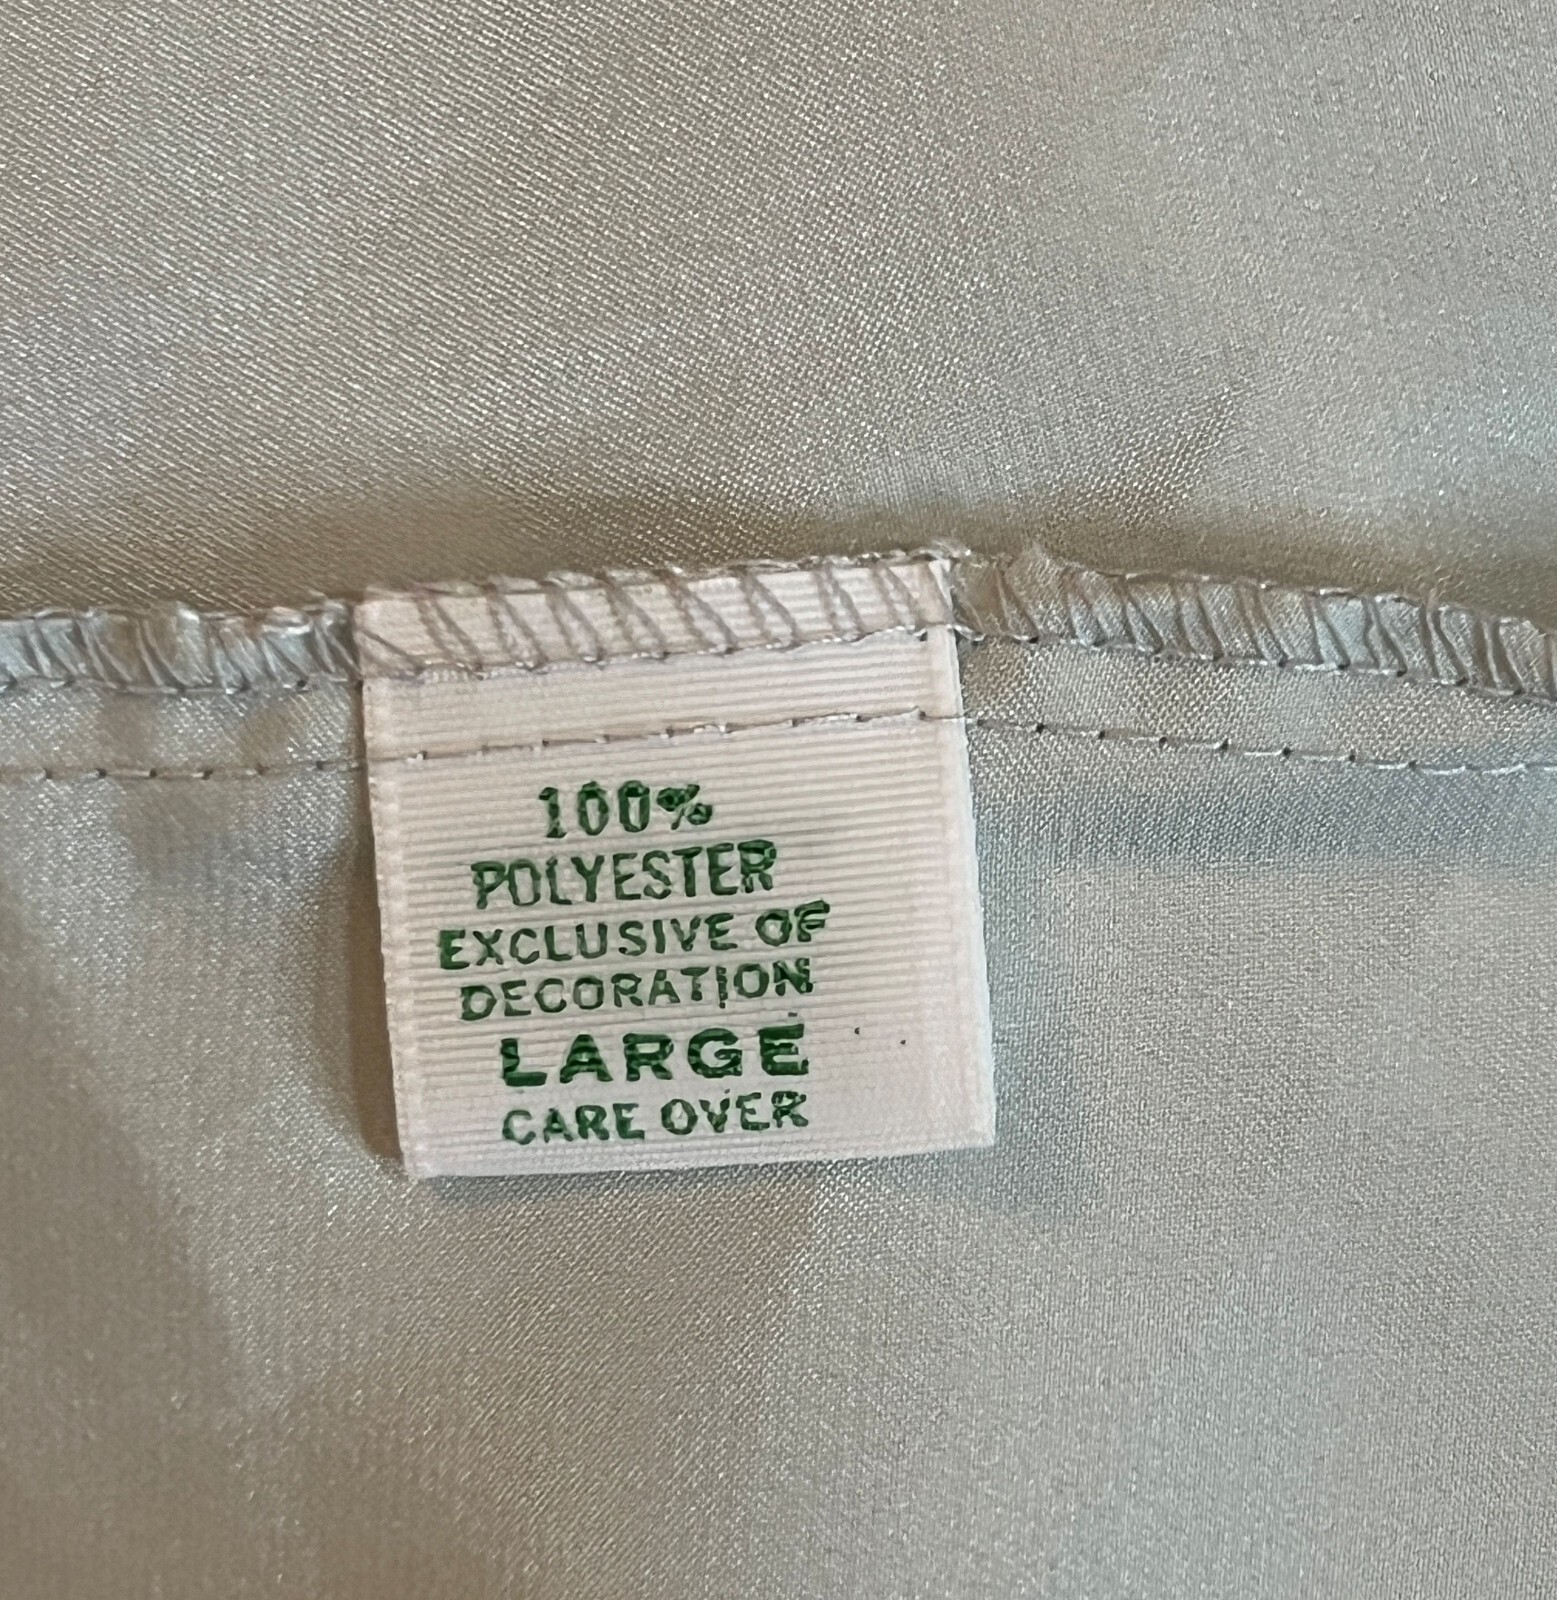 100%
POLYESTER
EXCLUSIVE OF
DECORATION
LARGE
CARE OVER